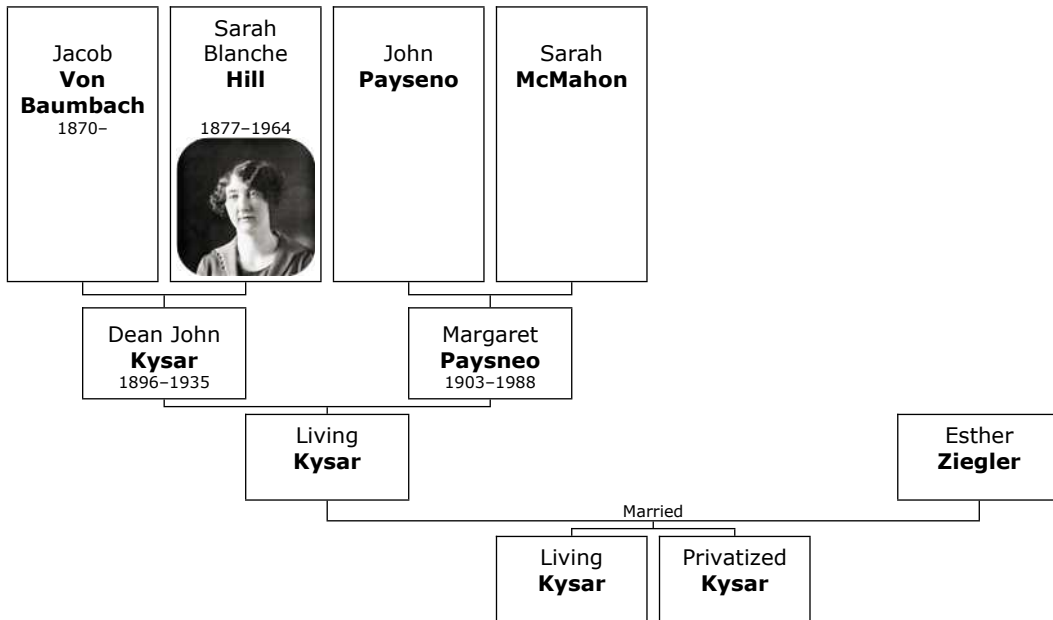 Jacob
Von
Baumbach
1870–
Sarah
Blanche
Hill
1877–1964
John
Payseno
Sarah
McMahon
Dean John
Kysar
1896–1935
Margaret
Paysneo
1903–1988
Living
Kysar
Esther
Ziegler
Married
Living
Kysar
Privatized
Kysar